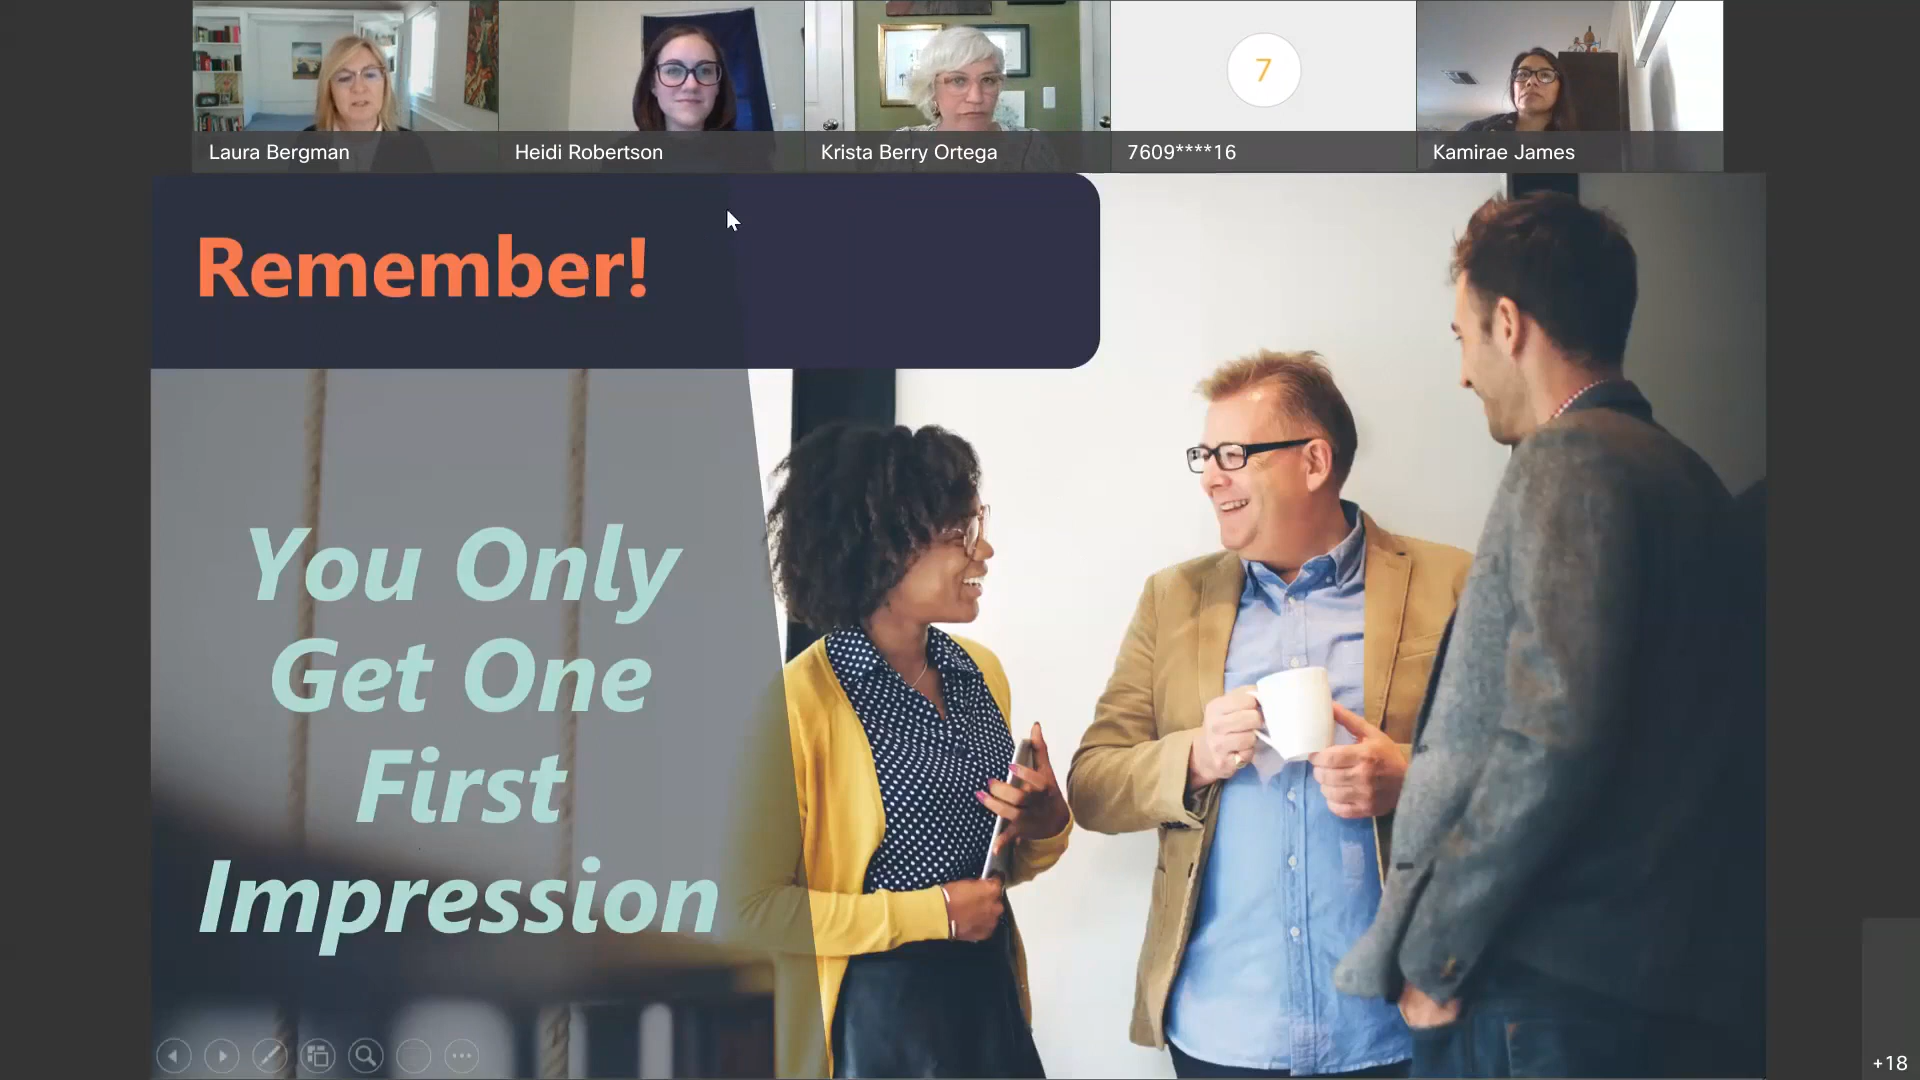 Laura Bergman
Heidi Robertson
Krista Berry Ortega
7
7609****16
Kamirae James
Remember!
You Only
Get One
First
Impression
+18